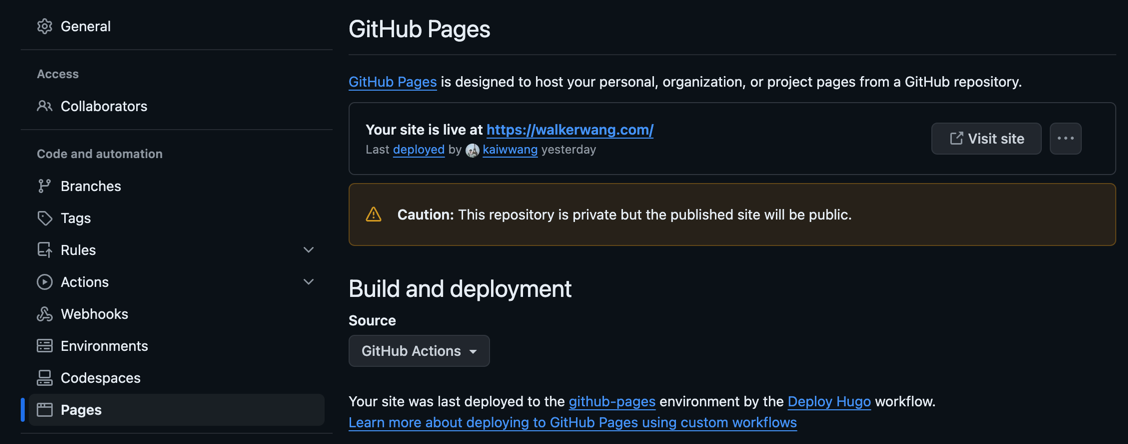 General
Access
Collaborators
Code and automation
Branches
Tags
Rules
Actions
Webhooks
Environments
Codespaces
Pages
GitHub Pages
GitHub Pages is designed to host your personal, organization, or project pages from a GitHub repository.
Your site is live at https://walkerwang.com/
Last deployed by kaiwwang yesterday
Visit site
Caution: This repository is private but the published site will be public.
Build and deployment
Source
GitHub Actions
Your site was last deployed to the github-pages environment by the Deploy Hugo workflow.
Learn more about deploying to GitHub Pages using custom workflows